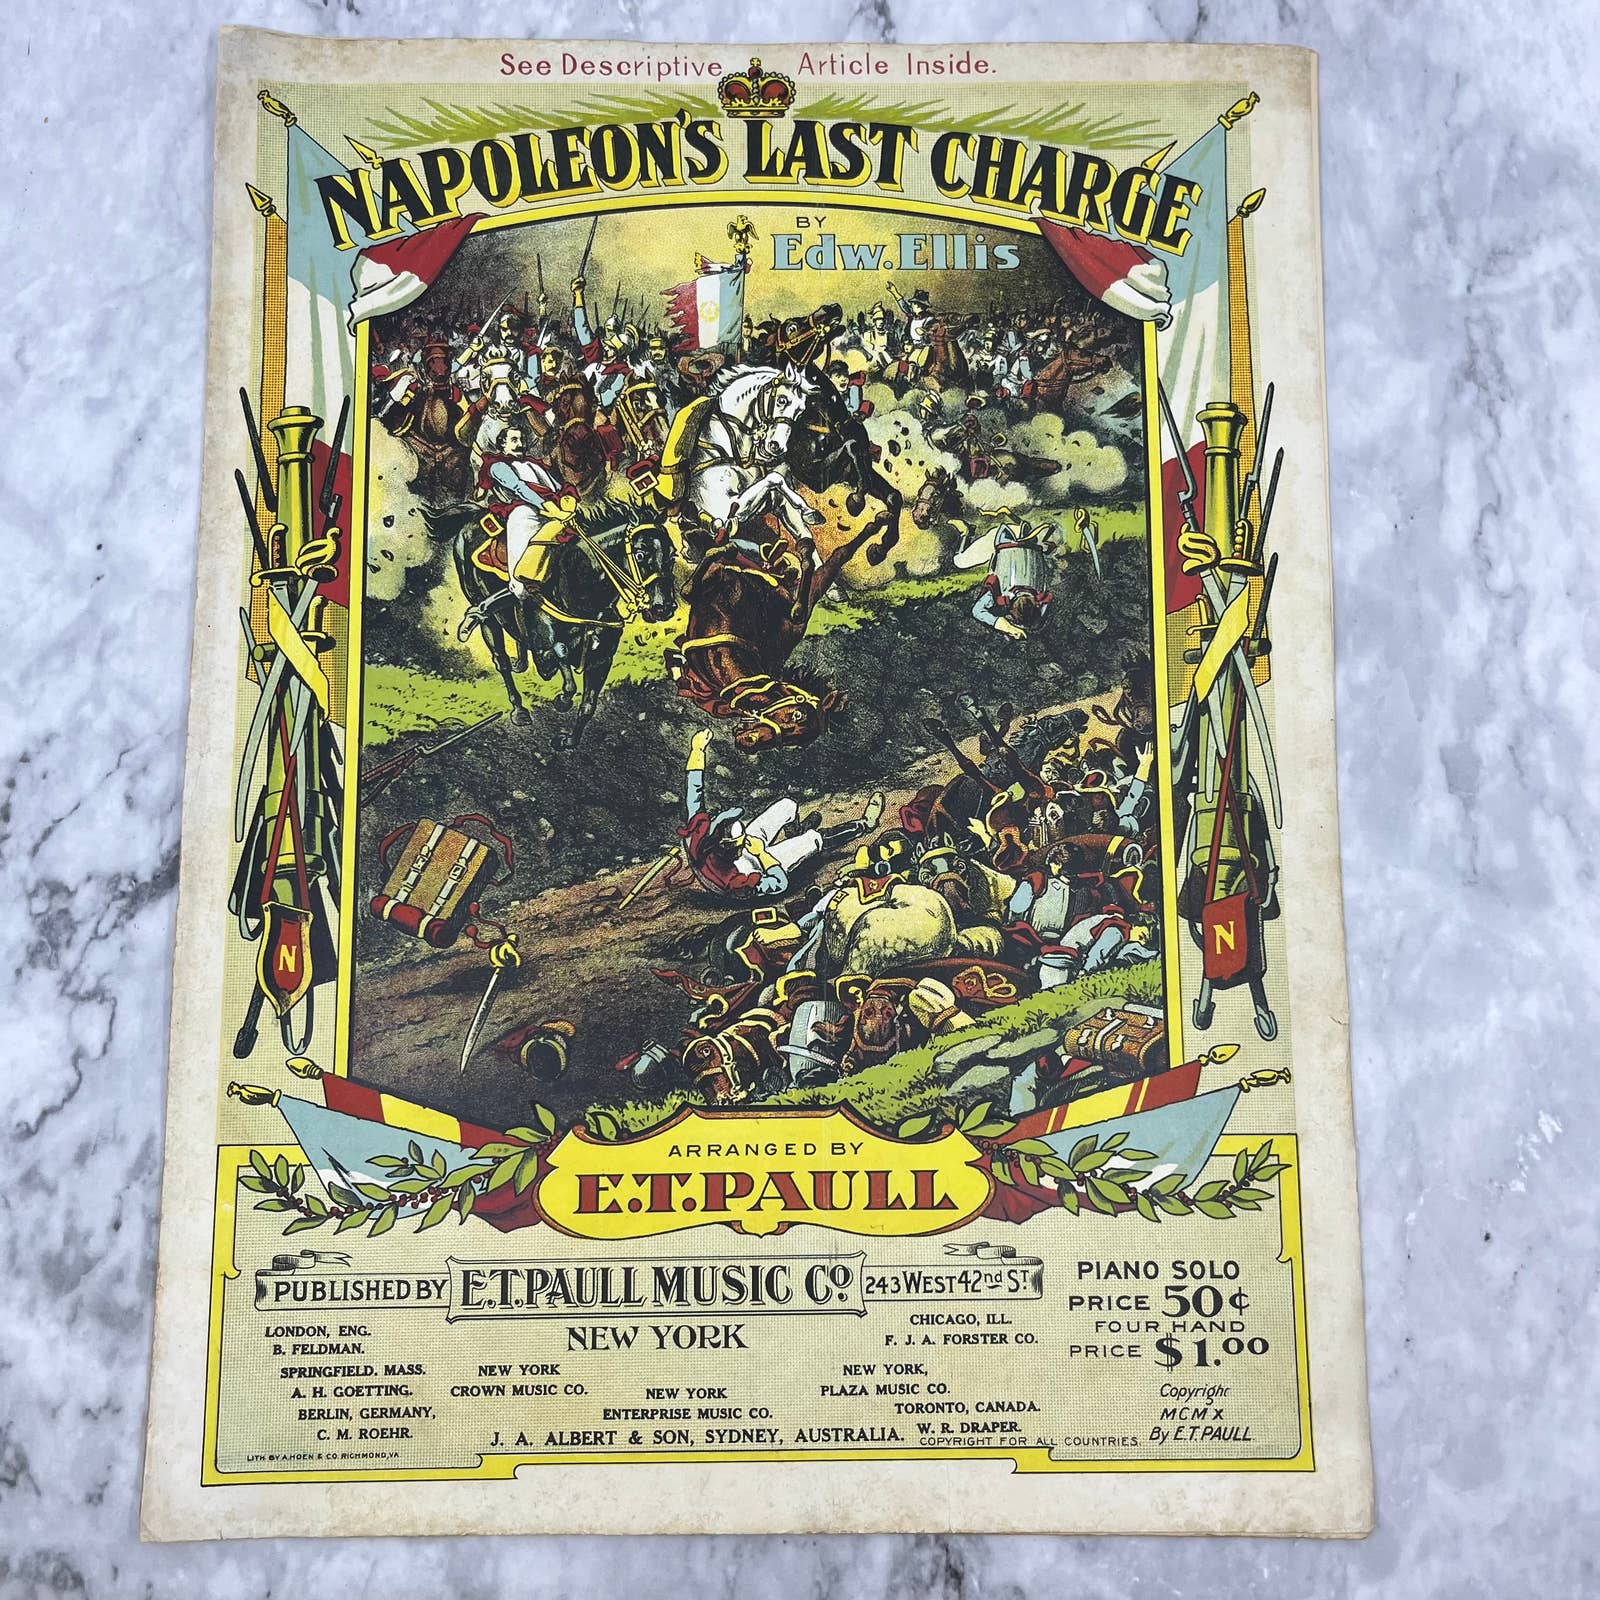 See Descriptive Article Inside.
NAPOLEON'S LAST CHARGE
BY
Edw. Ellis
N
N
ARRANGED BY
E.T.PAULL
PUBLISHED BY E.T.PAULL MUSIC Co. 243 WEST 42nd ST.
NEW YORK
LONDON, ENG.
B. FELDMAN.
SPRINGFIELD. MASS.
A. H. GOETTING.
BERLIN, GERMANY,
C. M. ROEHR.
NEW YORK
CROWN MUSIC CO.
NEW YORK
ENTERPRISE MUSIC CO.
J. A. ALBERT & SON, SYDNEY, AUSTRALIA.
CHICAGO, ILL.
F. J. A. FORSTER CO.
NEW YORK,
PLAZA MUSIC CO.
TORONTO, CANADA.
W. R. DRAPER.
COPYRIGHT FOR ALL COUNTRIES
PIANO SOLO
PRICE 50¢
FOUR HAND
PRICE $1.00
Copyright
MCMX
By E.T. PAULL
LITH BY A.HOEN & CO. RICHMOND, VA.